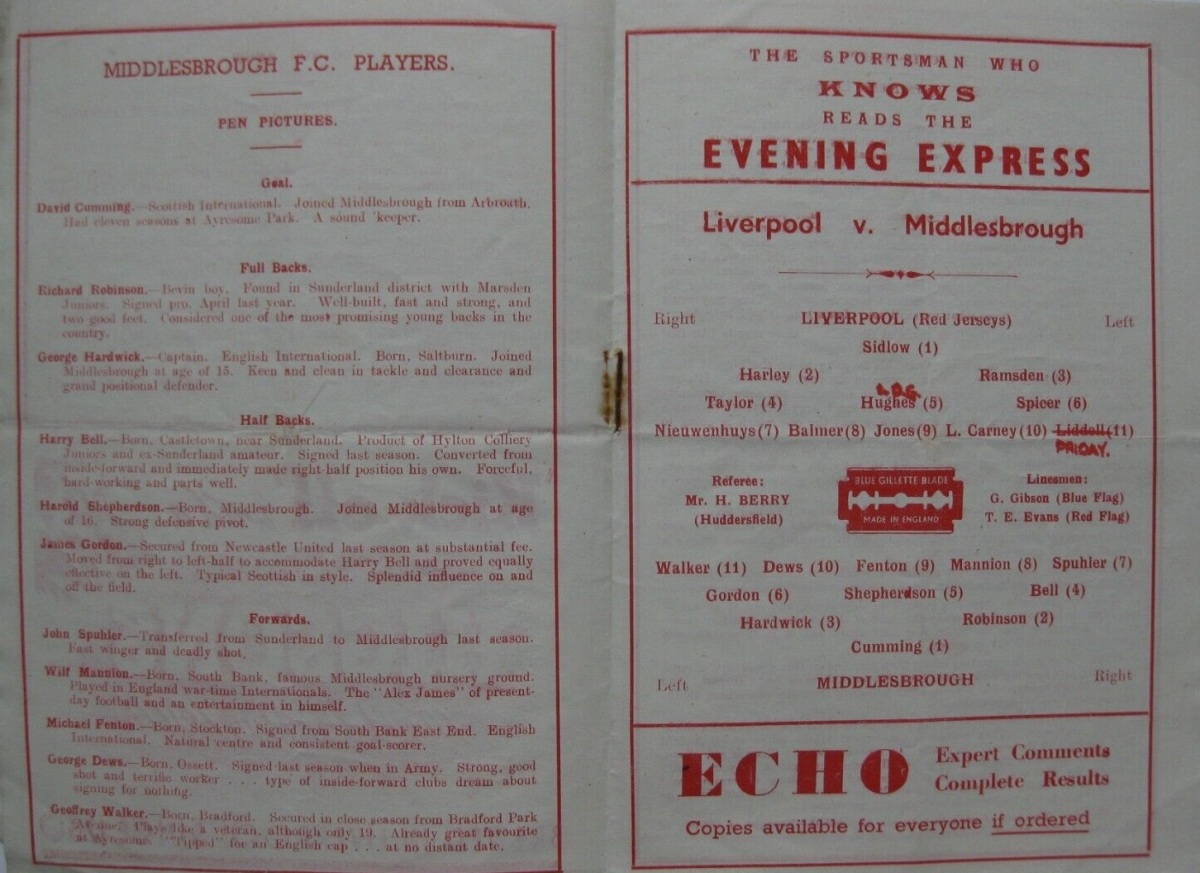 MIDDLESBROUGH F.C. PLAYERS.
PEN PICTURES.
Goal.
David Cumming.—Scottish International. Joined Middlesbrough from Arbroath.
Had eleven seasons at Ayresome Park. A sound 'keeper.
Full Backs.
Richard Robinson.—Bevin boy. Found in Sunderland district with Marsden
Juniors. Signed pro. April last year. Well-built, fast and strong, and
two good feet. Considered one of the most promising young backs in the
country.
George Hardwick.—Captain. English International. Born, Saltburn. Joined
Middlesbrough at age of 15. Keen and clean in tackle and clearance and
grand positional defender.
Half Backs.
Harry Bell.—Born, Castletown, near Sunderland. Product of Hylton Colliery
Juniors and ex-Sunderland amateur. Signed last season. Converted from
inside-forward and immediately made right-half position his own. Forceful,
hard-working and parts well.
Harold Shepherdson.—Born, Middlesbrough. Joined Middlesbrough at age
of 16. Strong defensive pivot.
James Gordon.—Secured from Newcastle United last season at substantial fee.
Moved from right to left-half to accommodate Harry Bell and proved equally
effective on the left. Typical Scottish in style. Splendid influence on and
off the field.
Forwards.
John Spuhler.—Transferred from Sunderland to Middlesbrough last season.
Fast winger and deadly shot.
Wilf Mannion.—Born, South Bank, famous Middlesbrough nursery ground.
Played in England war-time Internationals. The "Alex James" of present-
day football and an entertainment in himself.
Michael Fenton.—Born, Stockton. Signed from South Bank East End. English
International. Natural centre and consistent goal-scorer.
George Dews.—Born, Ossett. Signed last season when in Army. Strong, good
shot and terrific worker . . . type of inside-forward clubs dream about
signing for nothing.
Geoffrey Walker.—Born, Bradford. Secured in close season from Bradford Park
Avenue. Plays like a veteran, although only 19. Already great favourite
at Ayresome. "Tipped" for an English cap . . . at no distant date.
THE SPORTSMAN WHO
KNOWS
READS THE
EVENING EXPRESS
Liverpool v. Middlesbrough
Right LIVERPOOL (Red Jerseys) Left
Sidlow (1)
Harley (2) Ramsden (3)
Taylor (4) Hughes (5) Spicer (6)
Nieuwenhuys (7) Balmer (8) Jones (9) L. Carney (10) Liddell (11)
PRIDAY.
Referee:
Mr. H. BERRY
(Huddersfield)
BLUE GILLETTE BLADE
MADE IN ENGLAND
Linesmen:
G. Gibson (Blue Flag)
T. E. Evans (Red Flag)
Walker (11) Dews (10) Fenton (9) Mannion (8) Spuhler (7)
Gordon (6) Shepherdson (5) Bell (4)
Hardwick (3) Robinson (2)
Cumming (1)
Left MIDDLESBROUGH Right
ECHO
Expert Comments
Complete Results
Copies available for everyone if ordered